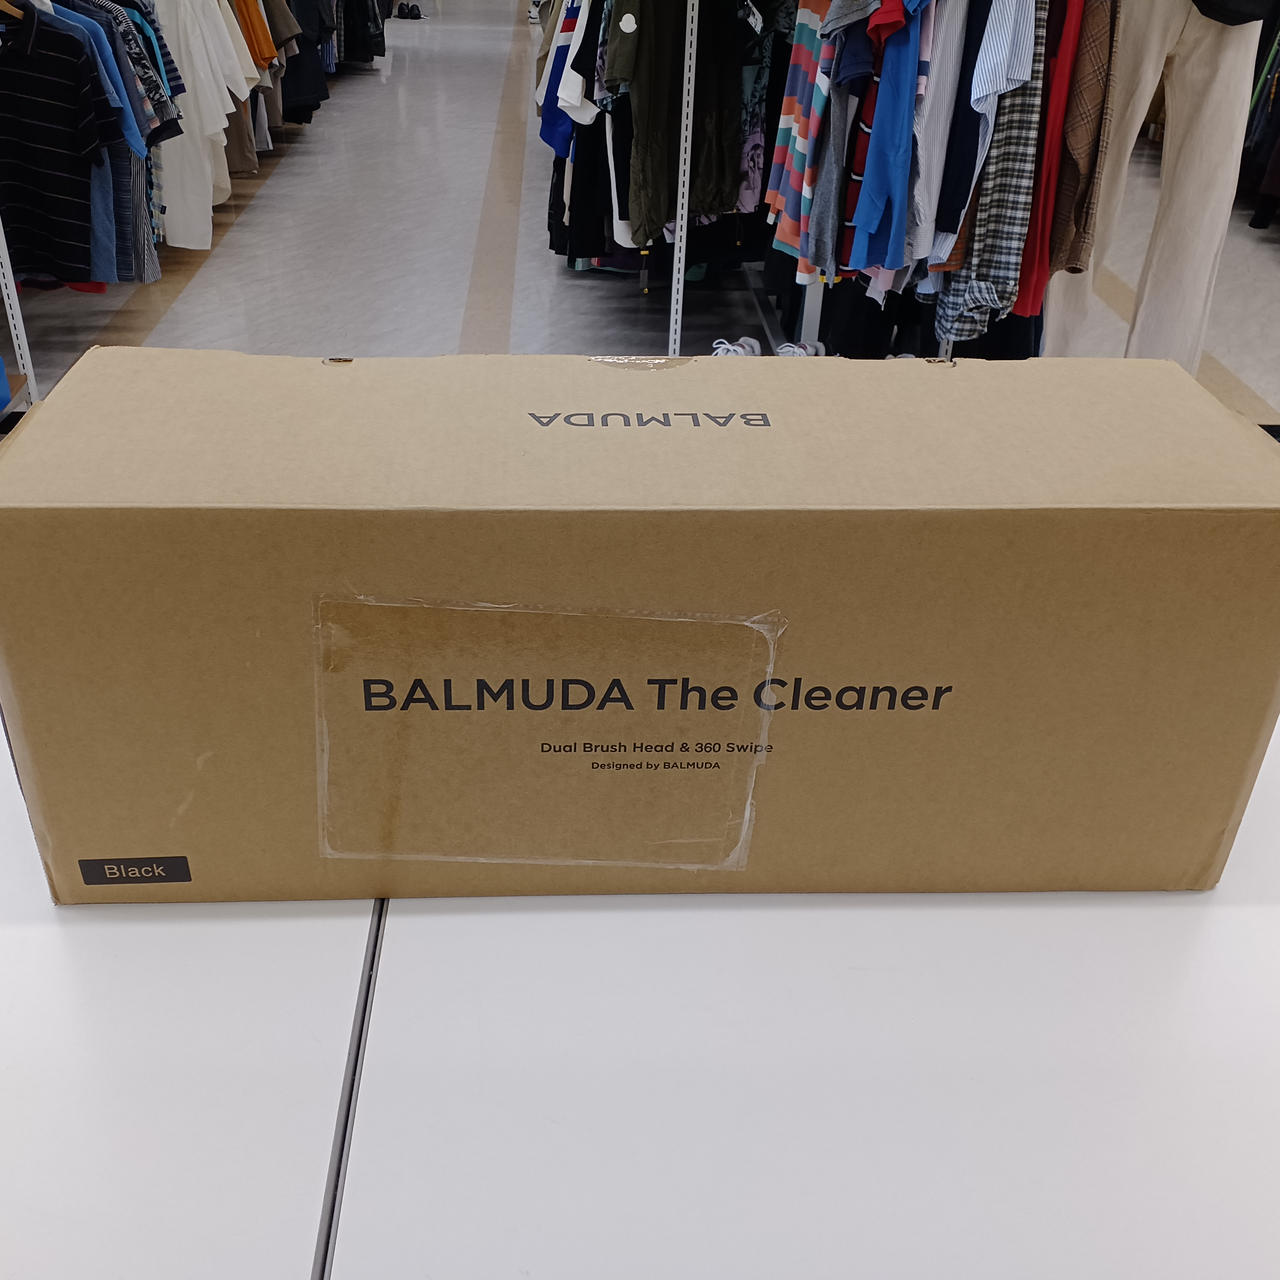 BALMUDA
BALMUDA The Cleaner
Dual Brush Head & 360 Swipe
Designed by BALMUDA
Black